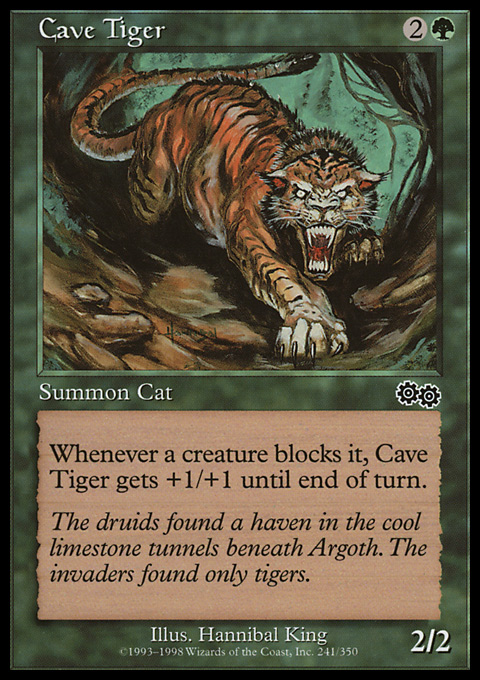 Cave Tiger 2
Summon Cat
Whenever a creature blocks it, Cave
Tiger gets +1/+1 until end of turn.
The druids found a haven in the cool
limestone tunnels beneath Argoth. The
invaders found only tigers.
Illus. Hannibal King
©1993–1998 Wizards of the Coast, Inc. 241/350
2/2